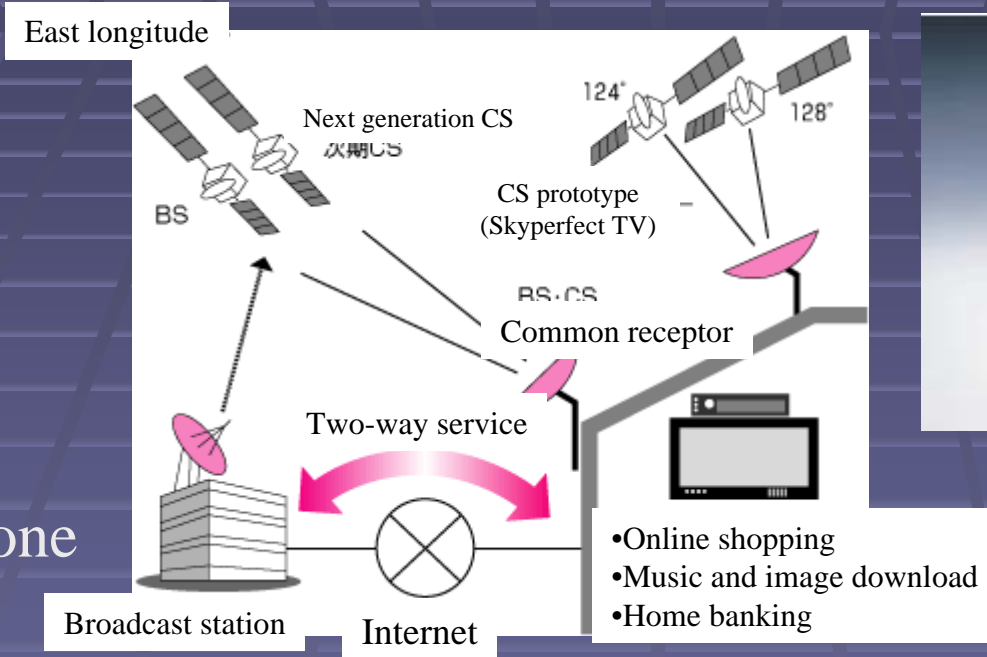 East longitude
Next generation CS
次期CS
BS
124°
128°
CS prototype
(Skyperfect TV)
BS・CS
Common receptor
Two-way service
one
Broadcast station
Internet
•Online shopping
•Music and image download
•Home banking